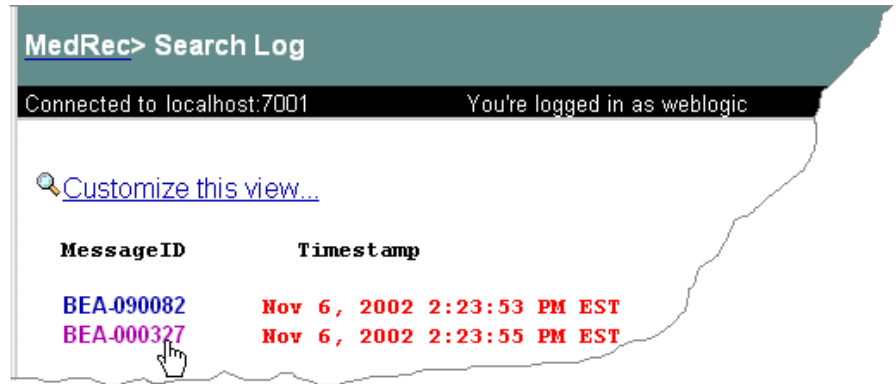 MedRec> Search Log
Connected to localhost:7001 You're logged in as weblogic
Customize this view...
MessageID Timestamp
BEA-090082 Nov 6, 2002 2:23:53 PM EST
BEA-000327 Nov 6, 2002 2:23:55 PM EST